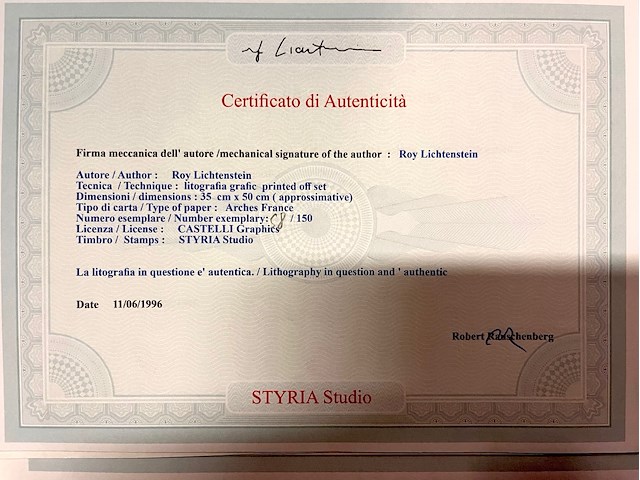 rf Lichtenstein
Certificato di Autenticità
Firma meccanica dell' autore /mechanical signature of the author : Roy Lichtenstein
Autore / Author : Roy Lichtenstein
Tecnica / Technique : litografia grafic printed off set
Dimensioni / dimensions : 35 cm x 50 cm ( approssimative)
Tipo di carta / Type of paper : Arches France
Numero esemplare / Number exemplary: / 150
Licenza / License : CASTELLI Graphics
Timbro / Stamps : STYRIA Studio
La litografia in questione e' autentica. / Lithography in question and ' authentic
Date 11/06/1996
Robert Rauschenberg
STYRIA Studio